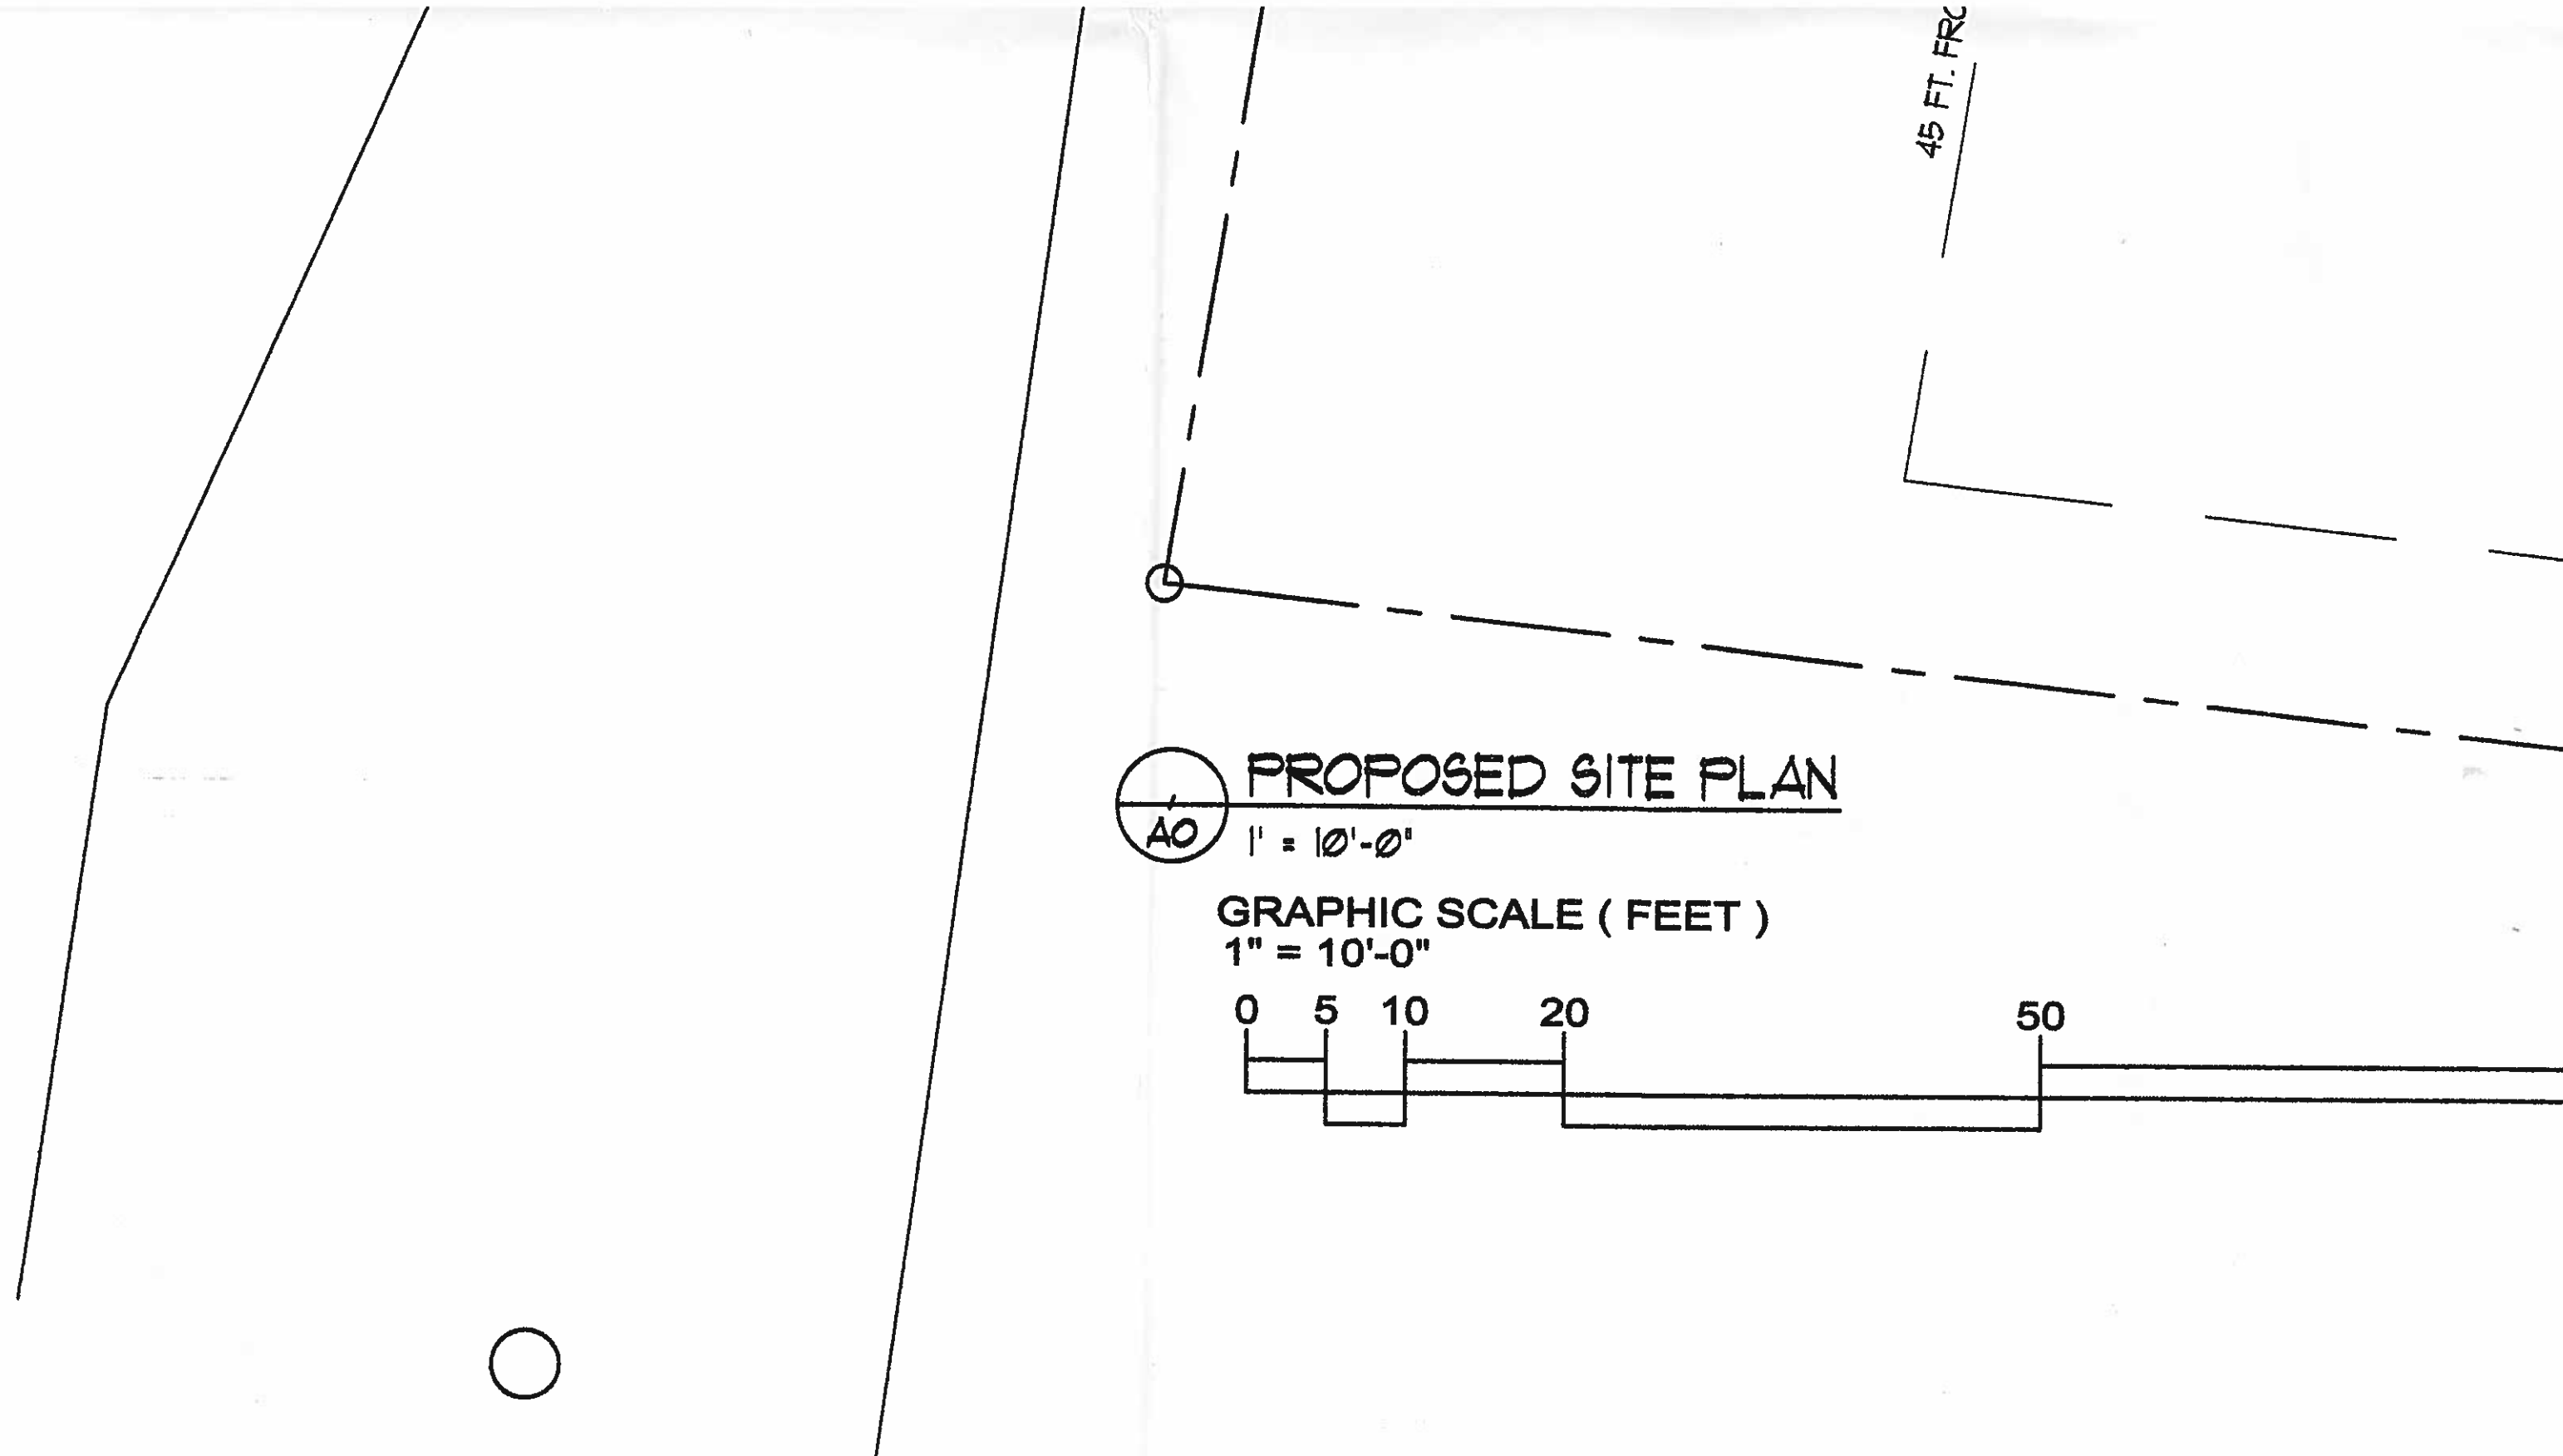 45 FT. FRO
PROPOSED SITE PLAN
1" = 10'-0"
A0
GRAPHIC SCALE ( FEET )
1" = 10'-0"
0 5 10 20 50